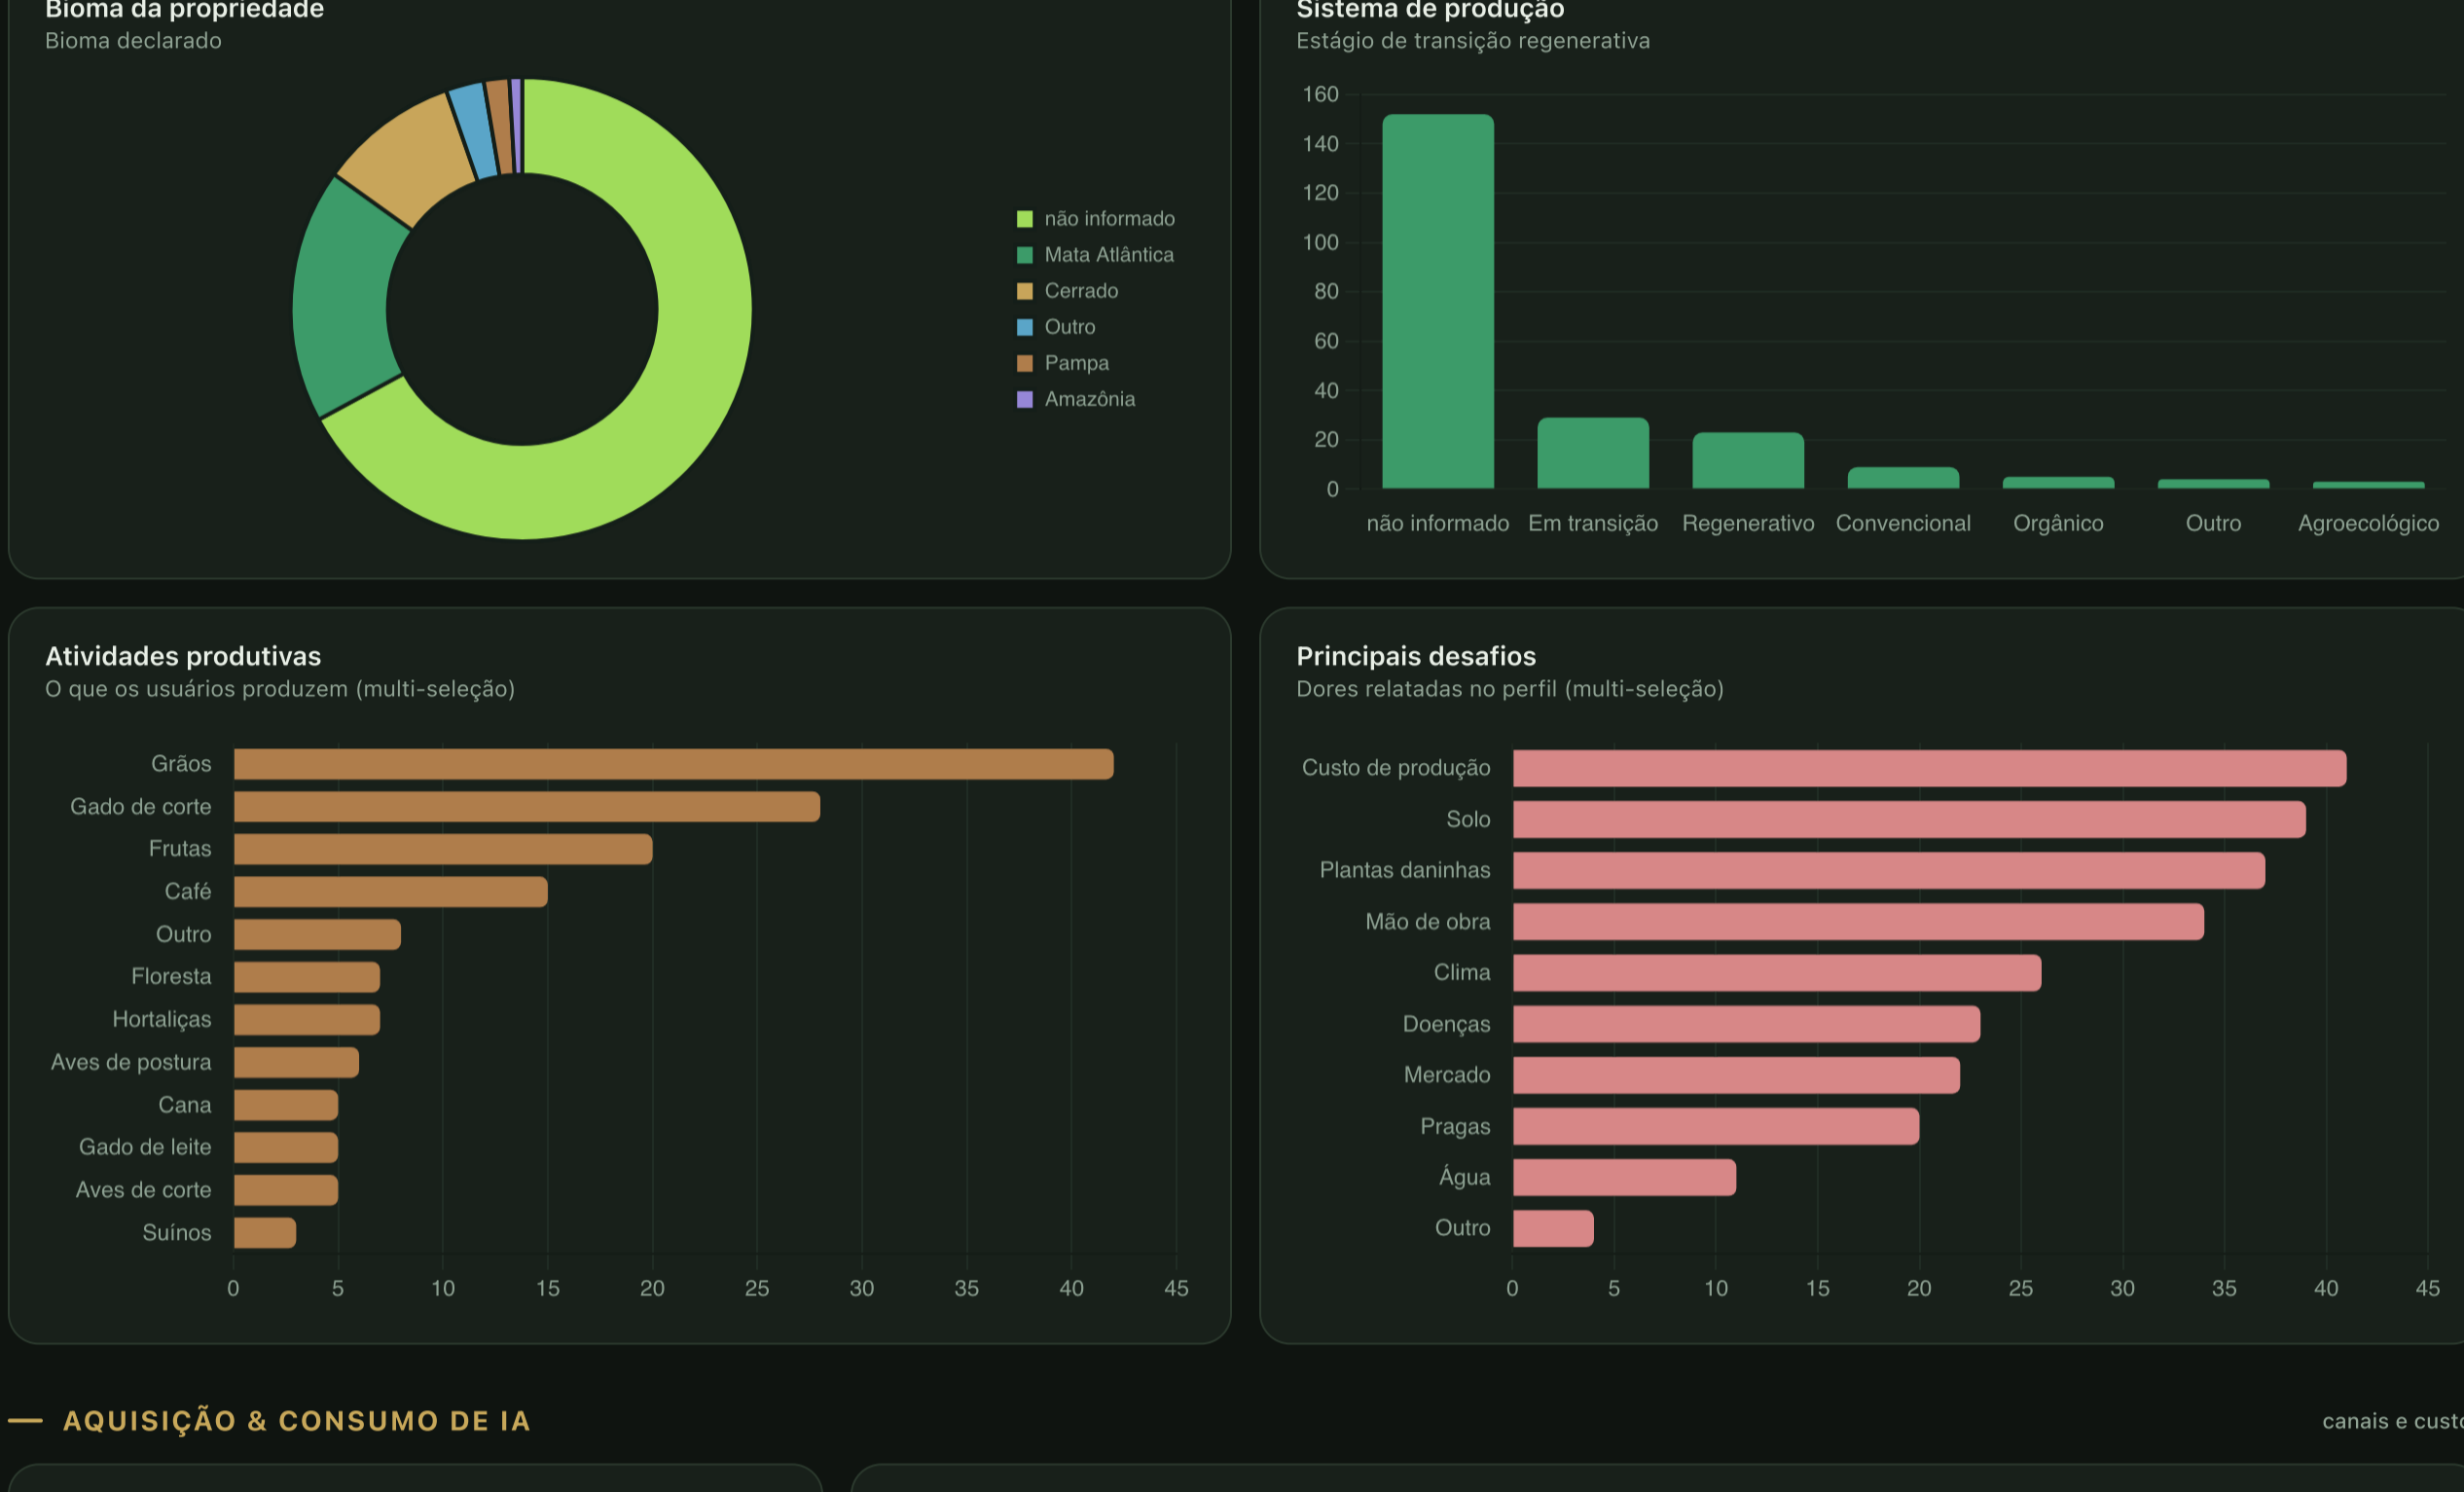 Bioma da propriedade
Bioma declarado
não informado
Mata Atlântica
Cerrado
Outro
Pampa
Amazônia
Sistema de produção
Estágio de transição regenerativa
160
140
120
100
80
60
40
20
0
não informado Em transição Regenerativo Convencional Orgânico Outro Agroecológico
Atividades produtivas
O que os usuários produzem (multi-seleção)
Grãos
Gado de corte
Frutas
Café
Outro
Floresta
Hortaliças
Aves de postura
Cana
Gado de leite
Aves de corte
Suínos
0 5 10 15 20 25 30 35 40 45
Principais desafios
Dores relatadas no perfil (multi-seleção)
Custo de produção
Solo
Plantas daninhas
Mão de obra
Clima
Doenças
Mercado
Pragas
Água
Outro
0 5 10 15 20 25 30 35 40 45
AQUISIÇÃO & CONSUMO DE IA
canais e custo